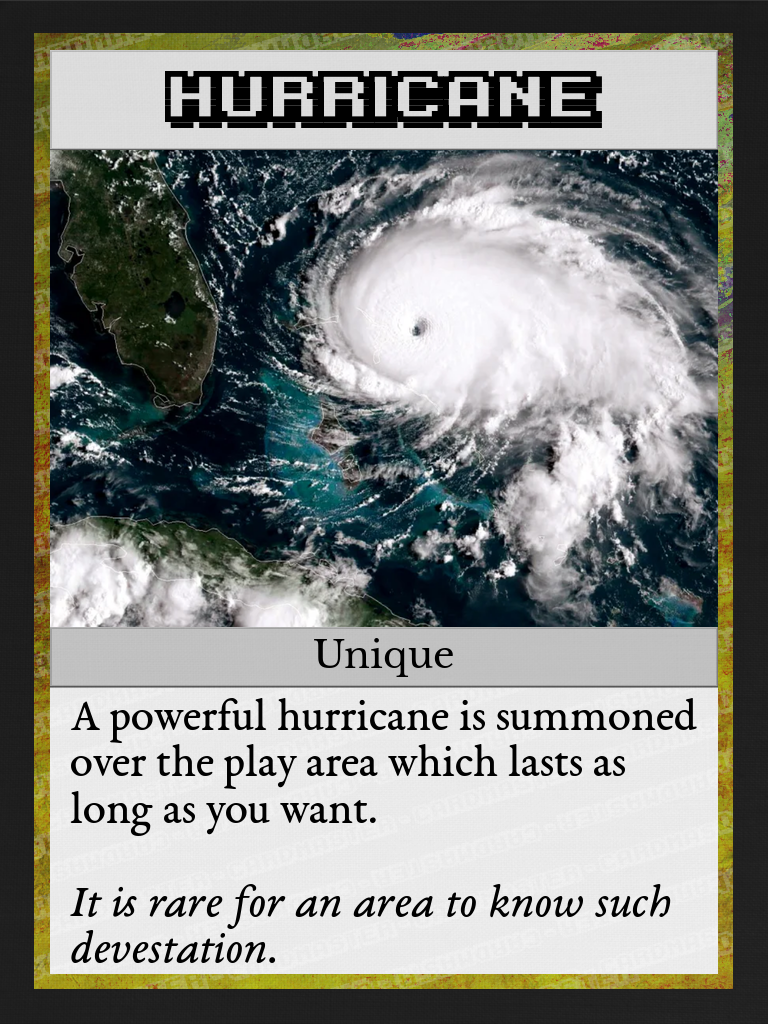 HURRICANE
Unique
A powerful hurricane is summoned
over the play area which lasts as
long as you want.
It is rare for an area to know such
devestation.